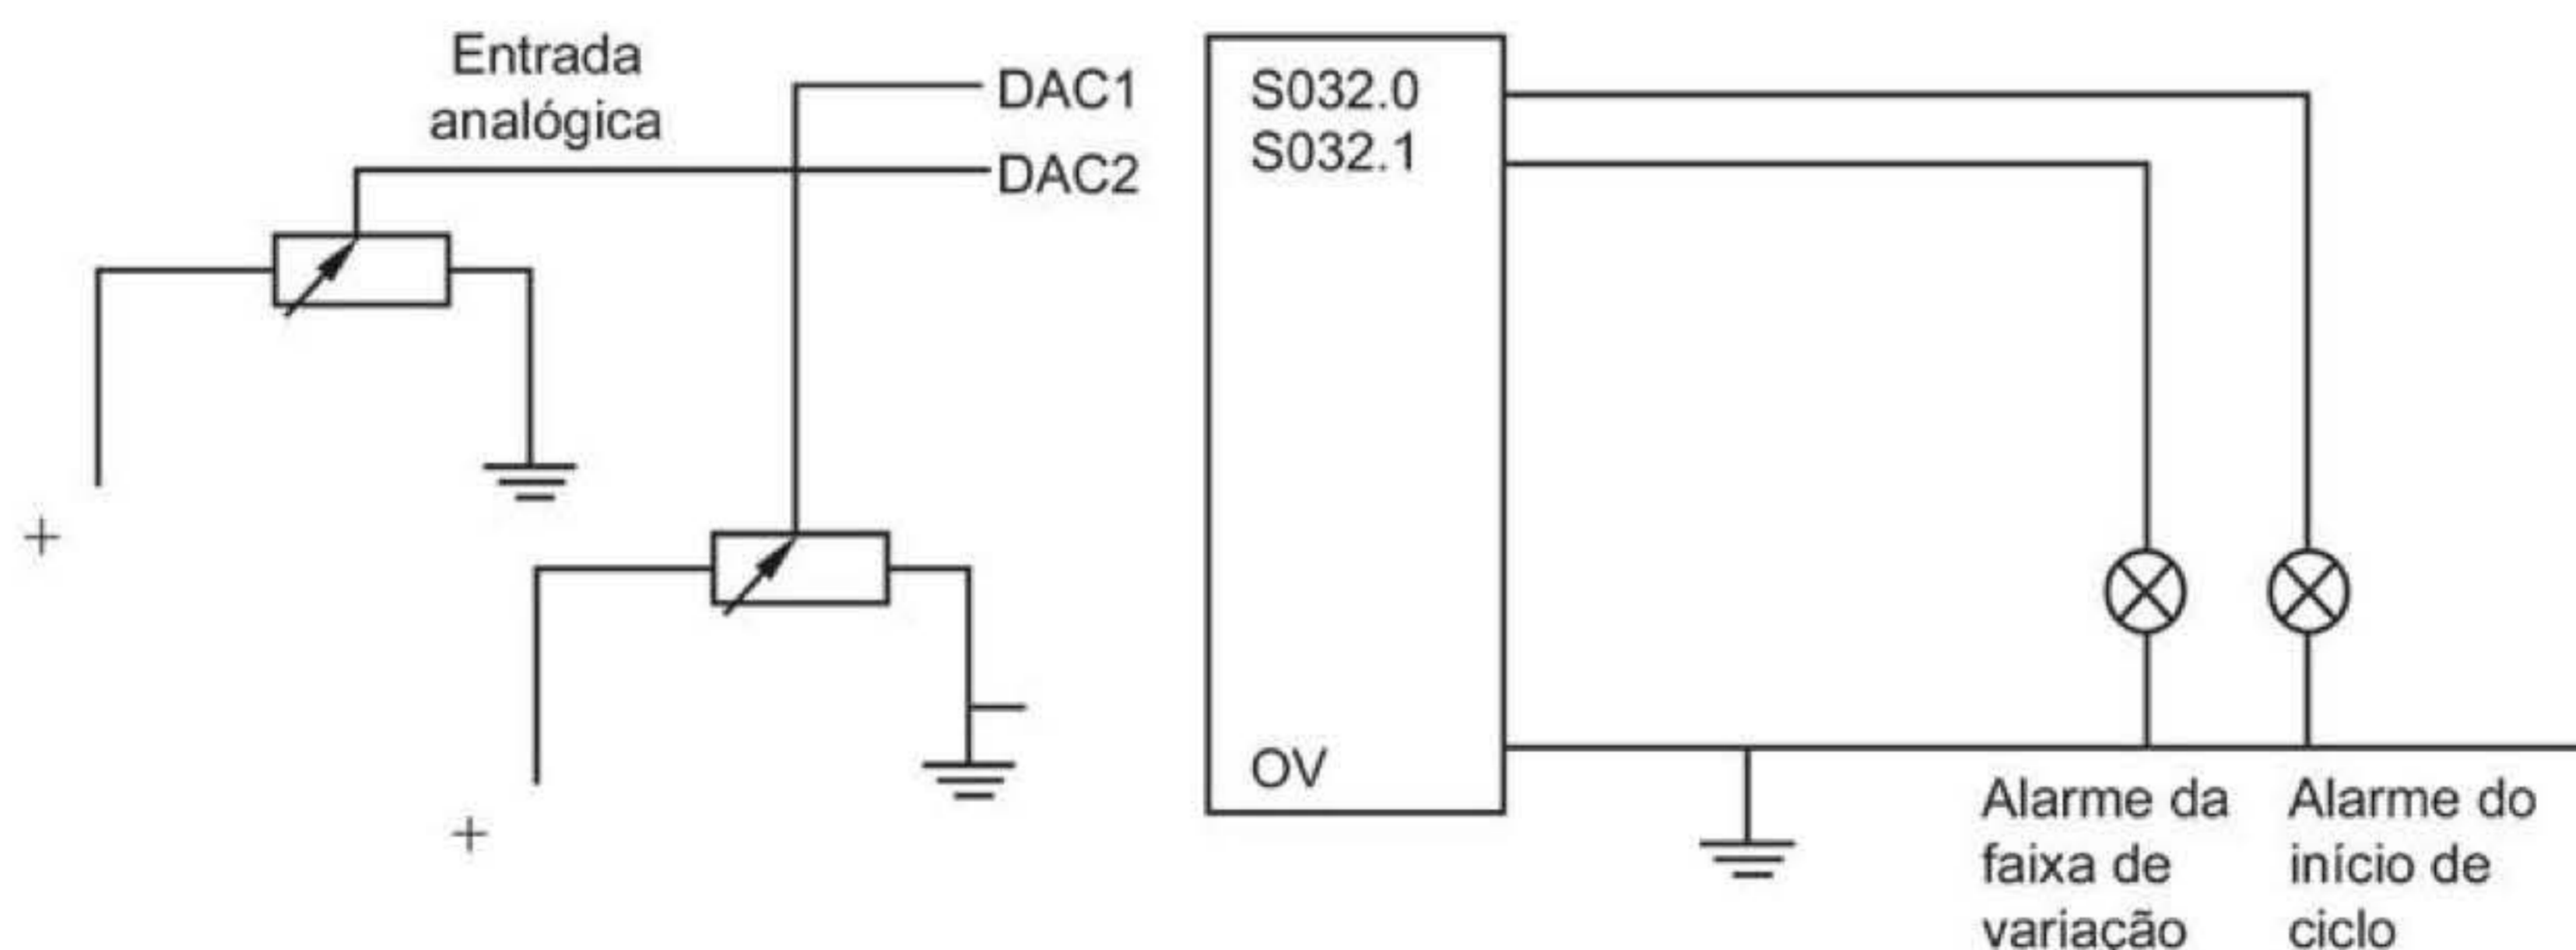 Entrada
analógica
DAC1
DAC2
S032.0
S032.1
+
+
OV
Alarme da
faixa de
variação
Alarme do
início de
ciclo